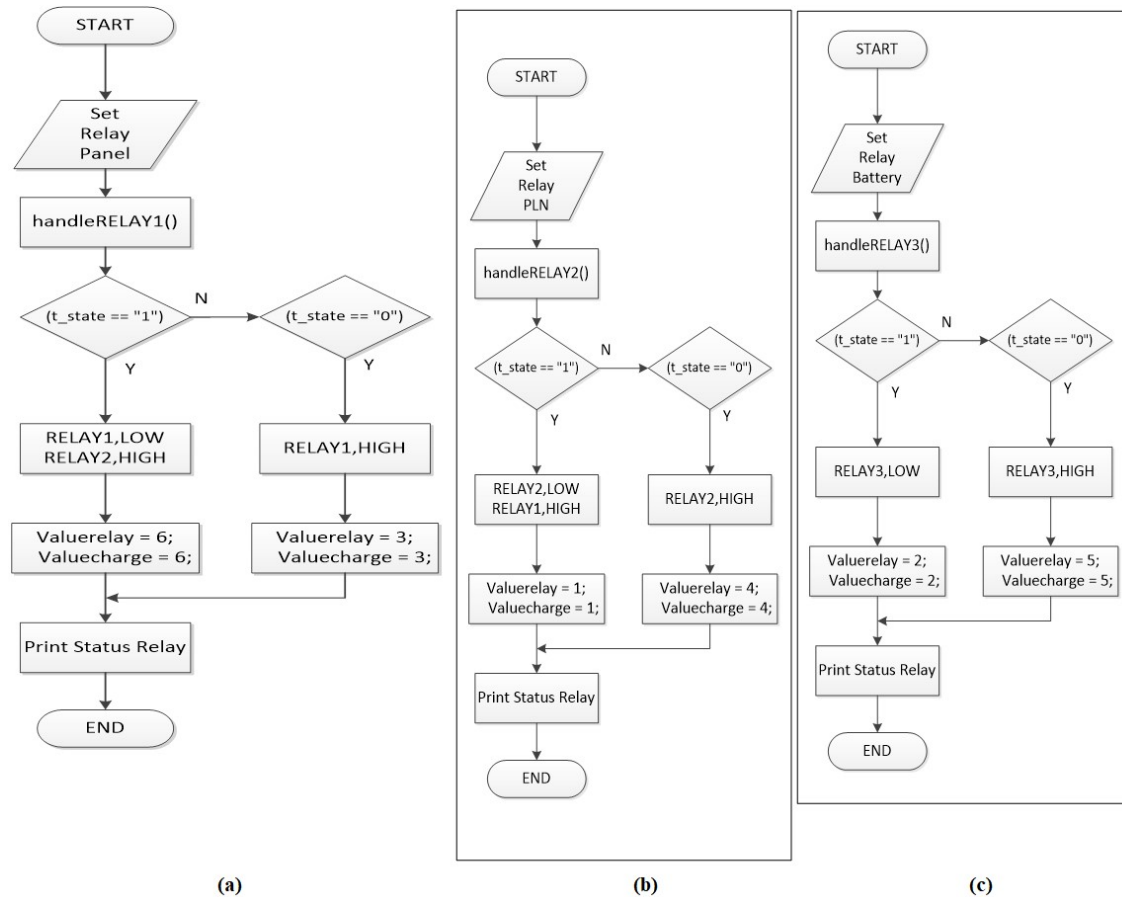 START
Set
Relay
Panel
handleRELAY1()
(t_state == "1")
N
(t_state == "0")
Y
Y
RELAY1,LOW
RELAY2,HIGH
RELAY1,HIGH
Valuerelay = 6;
Valuecharge = 6;
Valuerelay = 3;
Valuecharge = 3;
Print Status Relay
END
(a)
START
Set
Relay
PLN
handleRELAY2()
(t_state == "1")
N
(t_state == "0")
Y
Y
RELAY2,LOW
RELAY1,HIGH
RELAY2,HIGH
Valuerelay = 1;
Valuecharge = 1;
Valuerelay = 4;
Valuecharge = 4;
Print Status Relay
END
(b)
START
Set
Relay
Battery
handleRELAY3()
(t_state == "1")
N
(t_state == "0")
Y
Y
RELAY3,LOW
RELAY3,HIGH
Valuerelay = 2;
Valuecharge = 2;
Valuerelay = 5;
Valuecharge = 5;
Print Status Relay
END
(c)